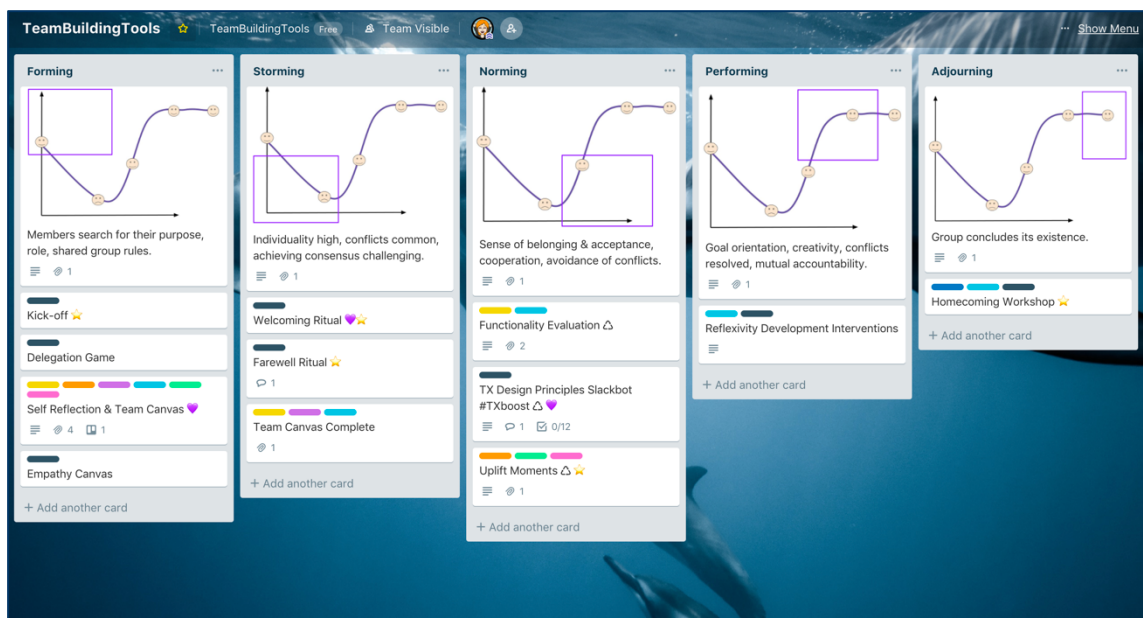 TeamBuildingTools
TeamBuildingTools Free Team Visible
Show Menu
Forming
Members search for their purpose,
role, shared group rules.
1
Kick-off ⭐
Delegation Game
Self Reflection & Team Canvas 💜
4 1
Empathy Canvas
+ Add another card
Storming
Individuality high, conflicts common,
achieving consensus challenging.
1
Welcoming Ritual 💜⭐
Farewell Ritual ⭐
1
Team Canvas Complete
1
+ Add another card
Norming
Sense of belonging & acceptance,
cooperation, avoidance of conflicts.
1
Functionality Evaluation ♺
2
TX Design Principles Slackbot
#TXboost ♺ 💜
1 0/12
Uplift Moments ♺ ⭐
1
+ Add another card
Performing
Goal orientation, creativity, conflicts
resolved, mutual accountability.
1
Reflexivity Development Interventions
+ Add another card
Adjourning
Group concludes its existence.
1
Homecoming Workshop ⭐
+ Add another card